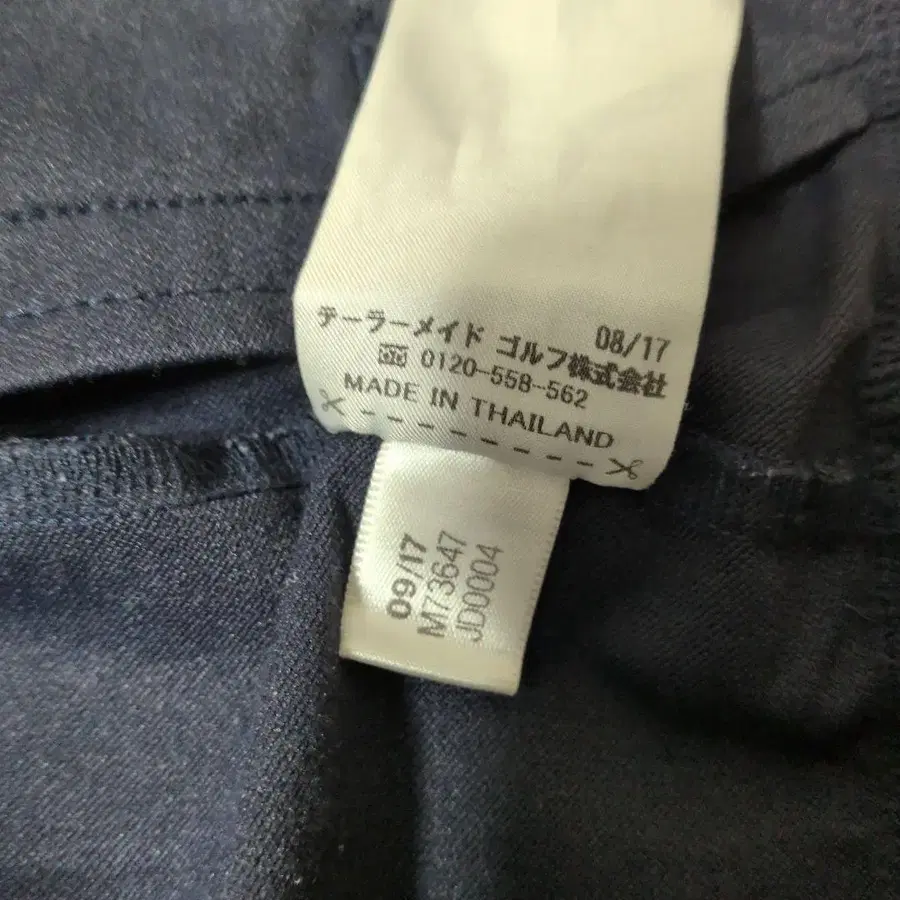 08/17
テーラーメイド ゴルフ株式会社
0120-558-562
MADE IN THAILAND
09/17
M73647
JD0004